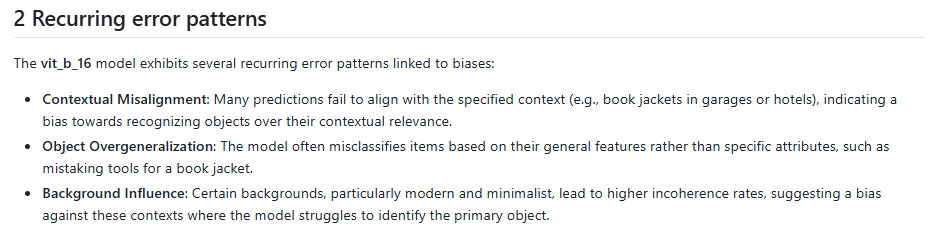 2 Recurring error patterns
The vit_b_16 model exhibits several recurring error patterns linked to biases:
• Contextual Misalignment: Many predictions fail to align with the specified context (e.g., book jackets in garages or hotels), indicating a
bias towards recognizing objects over their contextual relevance.
• Object Overgeneralization: The model often misclassifies items based on their general features rather than specific attributes, such as
mistaking tools for a book jacket.
• Background Influence: Certain backgrounds, particularly modern and minimalist, lead to higher incoherence rates, suggesting a bias
against these contexts where the model struggles to identify the primary object.